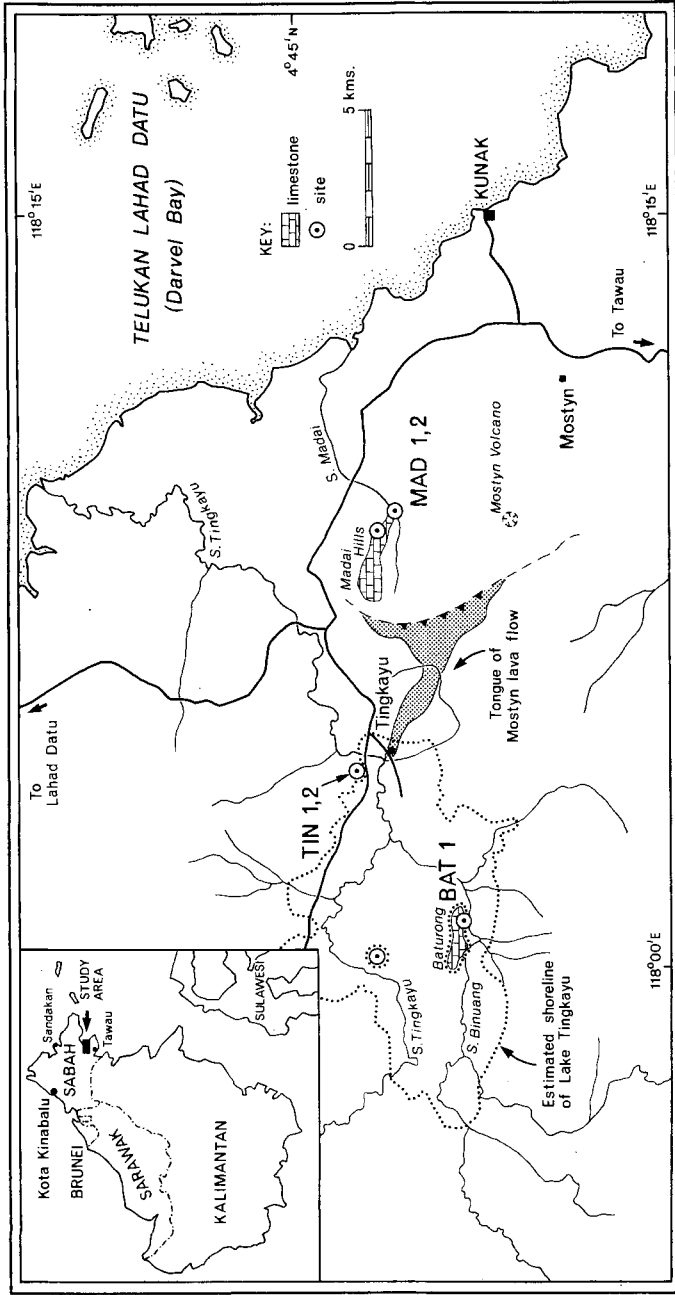 Kota Kinabalu
Sandakan
BRUNEI
SABAH
STUDY
AREA
Tawau
SARAWAK
KALIMANTAN
SULAWESI
To
Lahad Datu
118°15'E
TELUKAN LAHAD DATU
(Darvel Bay)
4°45'N
KEY:
limestone
site
0
5 kms.
S. Tingkayu
S. Madai
TIN 1,2
Tingkayu
Madai
Hills
MAD 1,2
KUNAK
Baturong
BAT 1
S. Tingkayu
S. Binuang
Estimated shoreline
of Lake Tingkayu
Tongue of
Mostyn lava flow
Mostyn Volcano
Mostyn
To Tawau
118°00'E
118°15'E